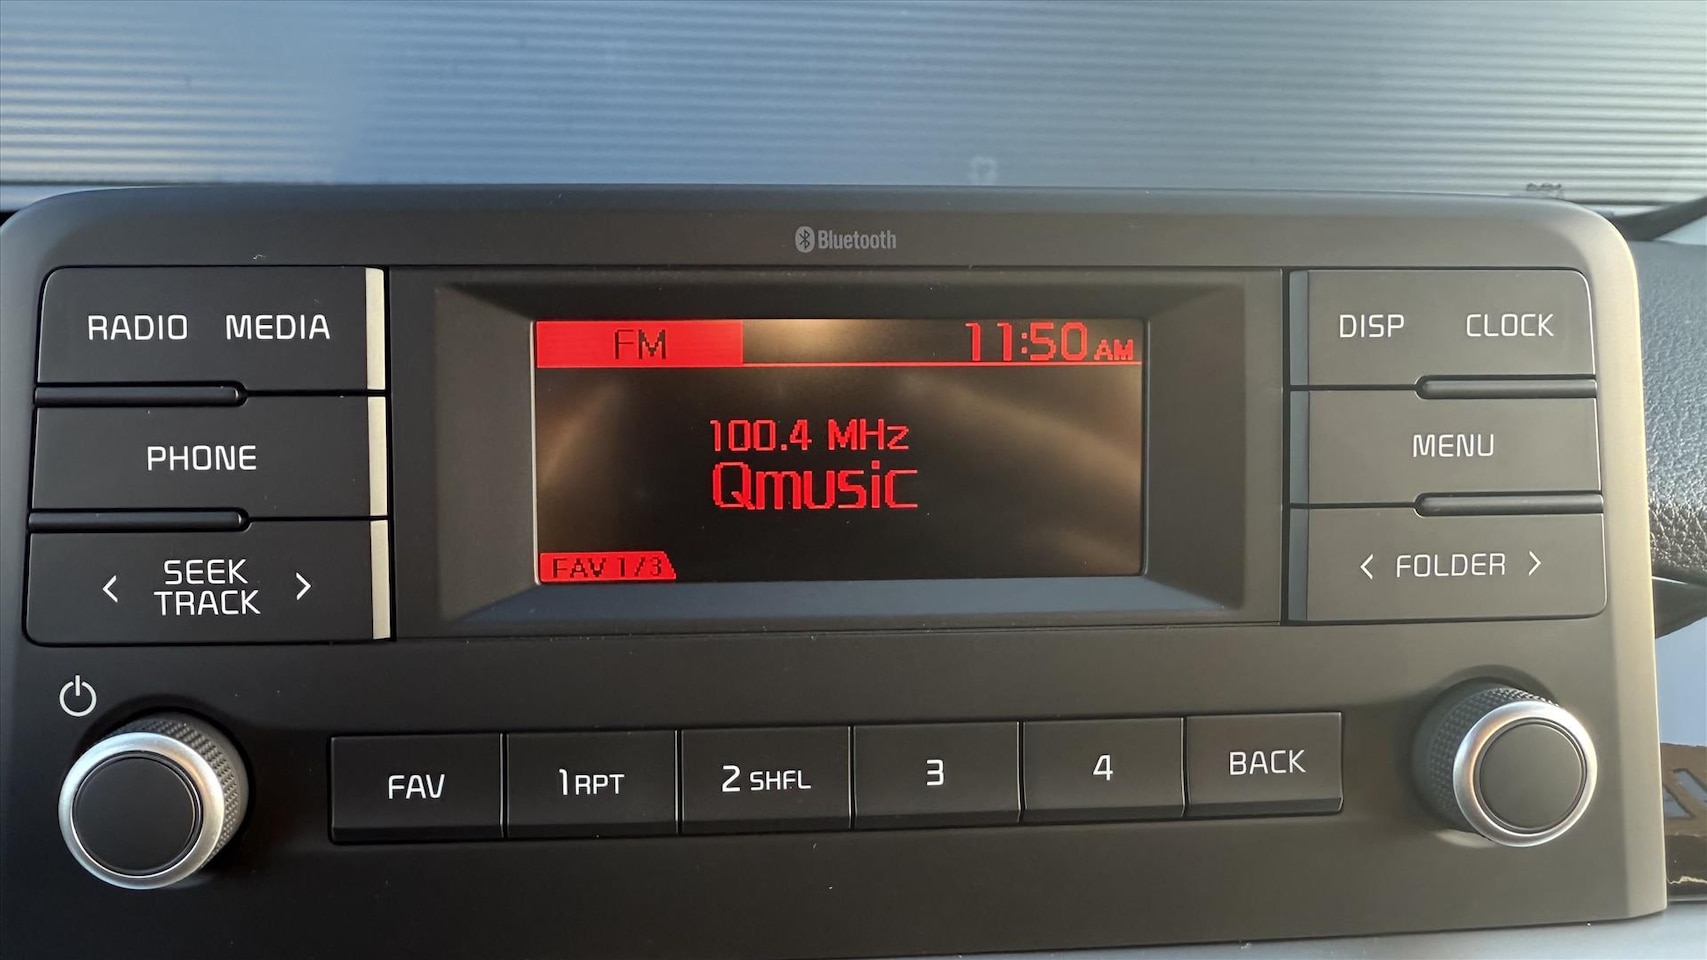 Bluetooth
RADIO MEDIA
PHONE
< SEEK >
TRACK
FM 11:50 AM
100.4 MHz
Qmusic
FAV 1/3
DISP CLOCK
MENU
< FOLDER >
FAV 1 RPT 2 SHFL 3 4 BACK